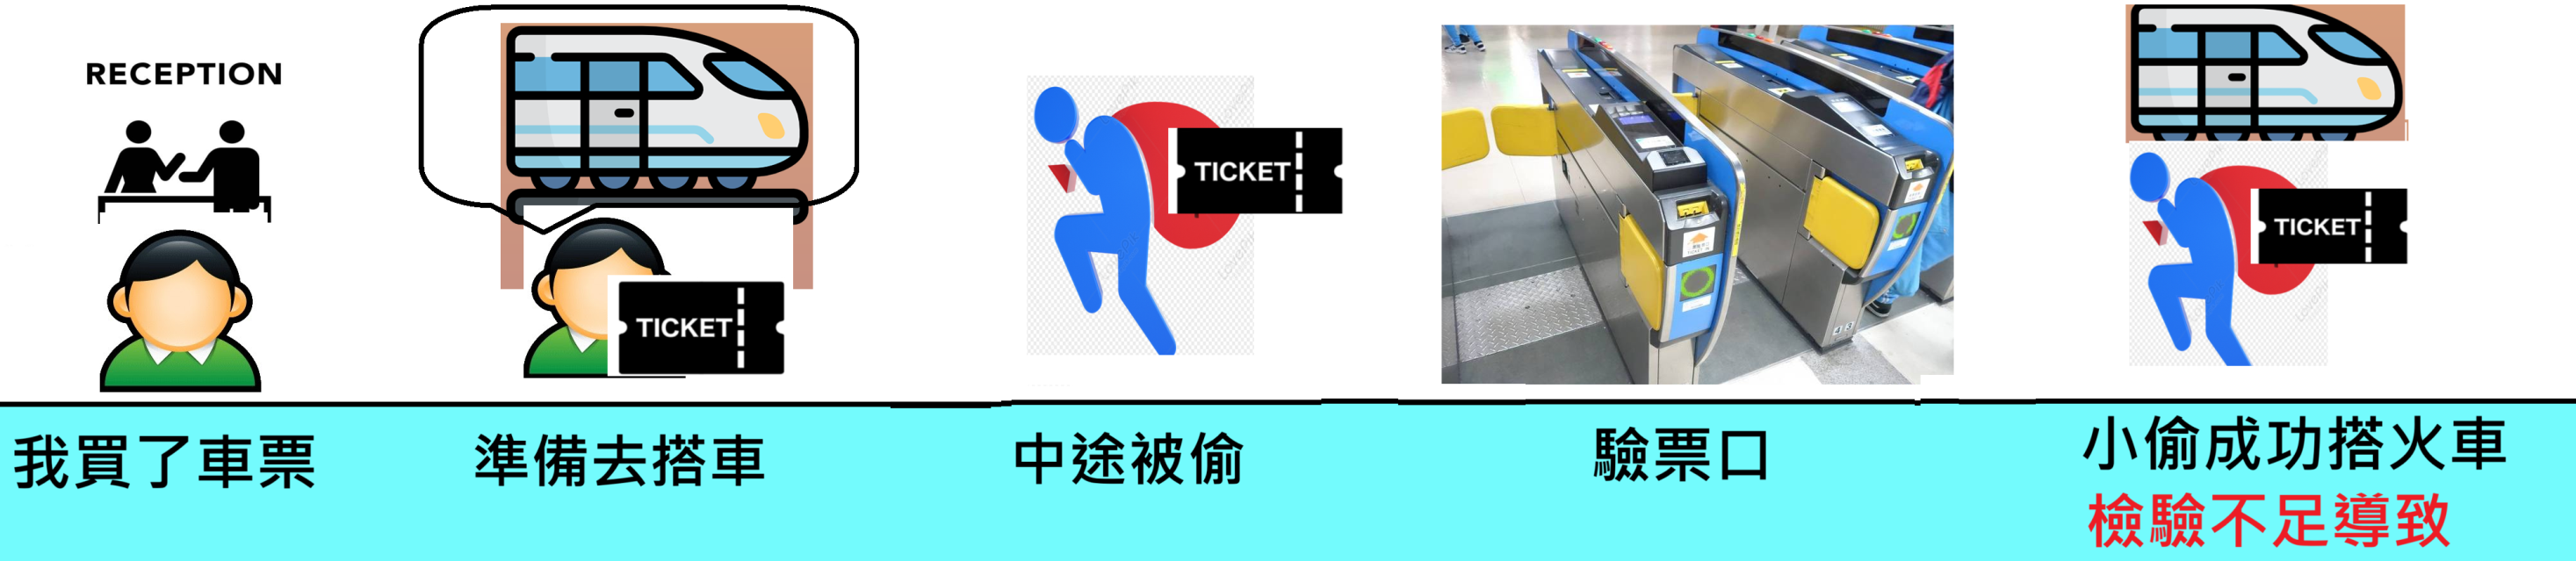 RECEPTION
TICKET
TICKET
TICKET
我買了車票
準備去搭車
中途被偷
驗票口
小偷成功搭火車
檢驗不足導致